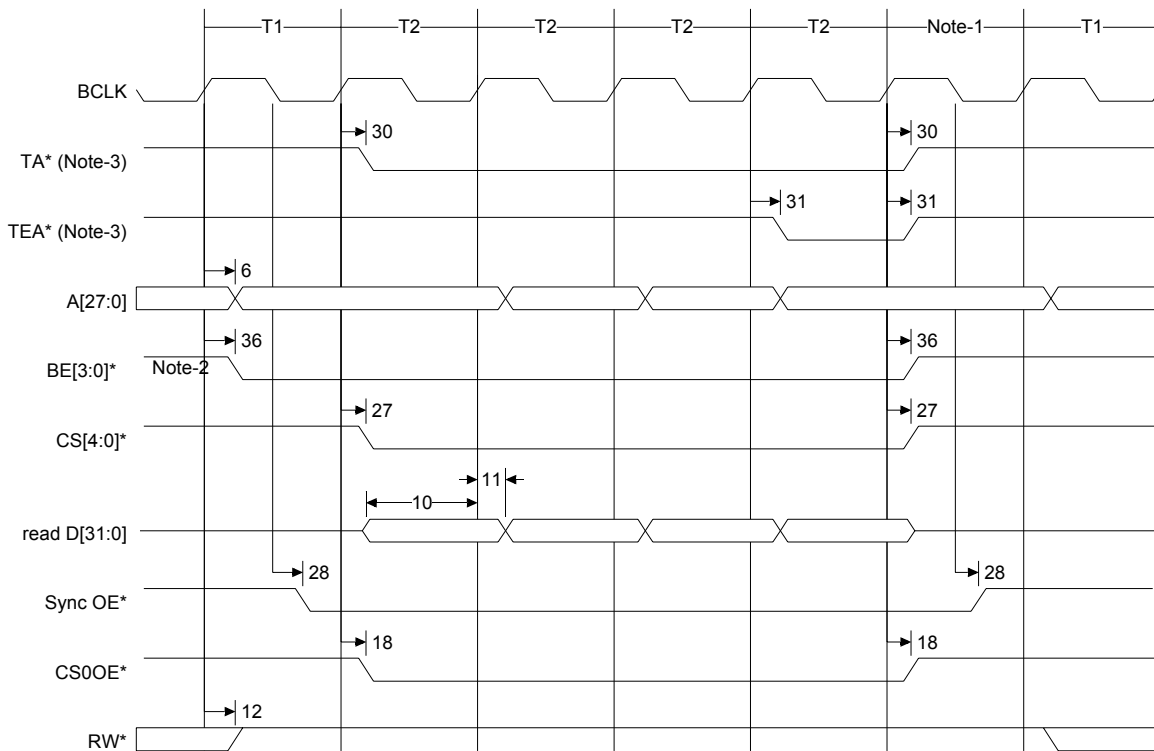 T1 T2 T2 T2 T2 Note-1 T1
BCLK
30 30
TA* (Note-3)
31 31
TEA* (Note-3)
6
A[27:0]
36 36
BE[3:0]* Note-2
27 27
CS[4:0]*
11
10
read D[31:0]
28 28
Sync OE*
18 18
CS0OE*
12
RW*